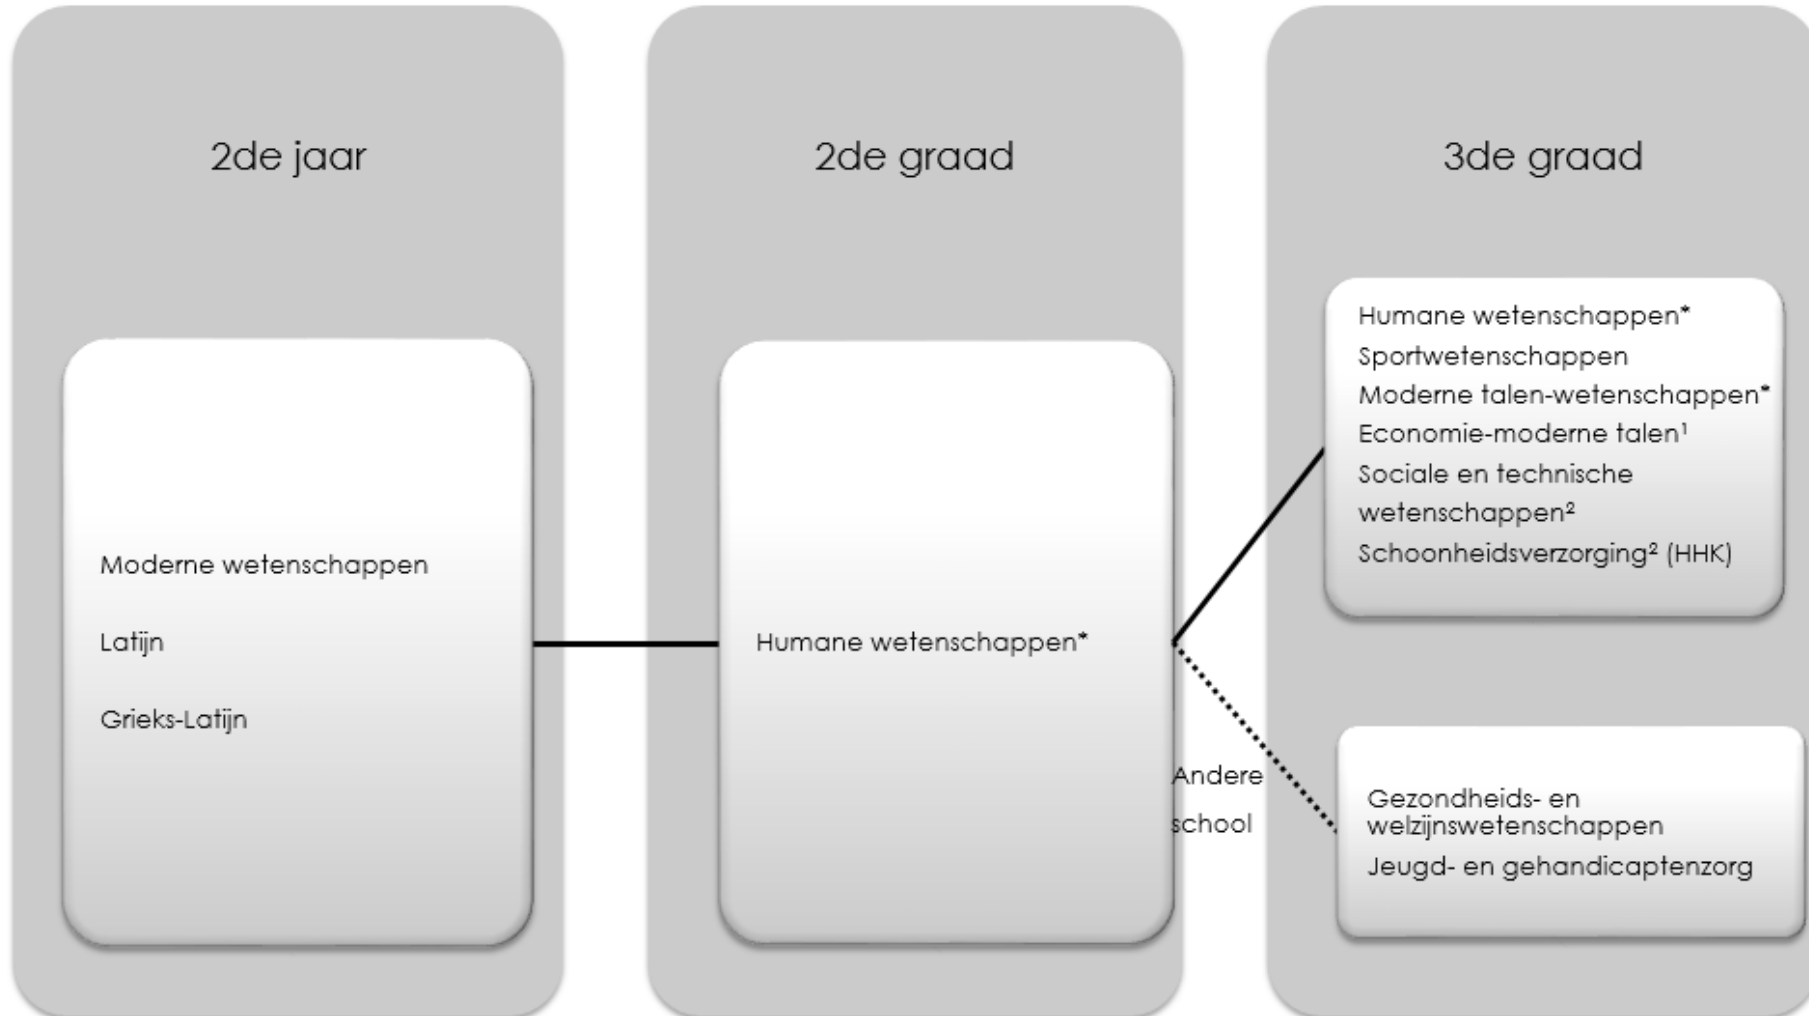 2de jaar
Moderne wetenschappen
Latijn
Grieks-Latijn
2de graad
Humane wetenschappen*
Andere
school
3de graad
Humane wetenschappen*
Sportwetenschappen
Moderne talen-wetenschappen*
Economie-moderne talen¹
Sociale en technische
wetenschappen²
Schoonheidsverzorging² (HHK)
Gezondheids- en
welzijnswetenschappen
Jeugd- en gehandicaptenzorg